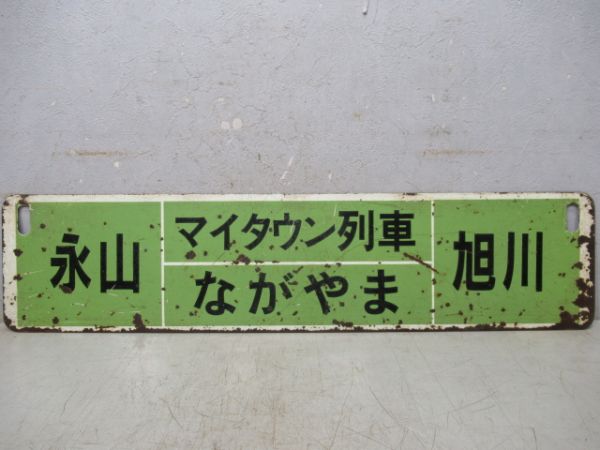 永山
マイタウン列車
ながやま
旭川